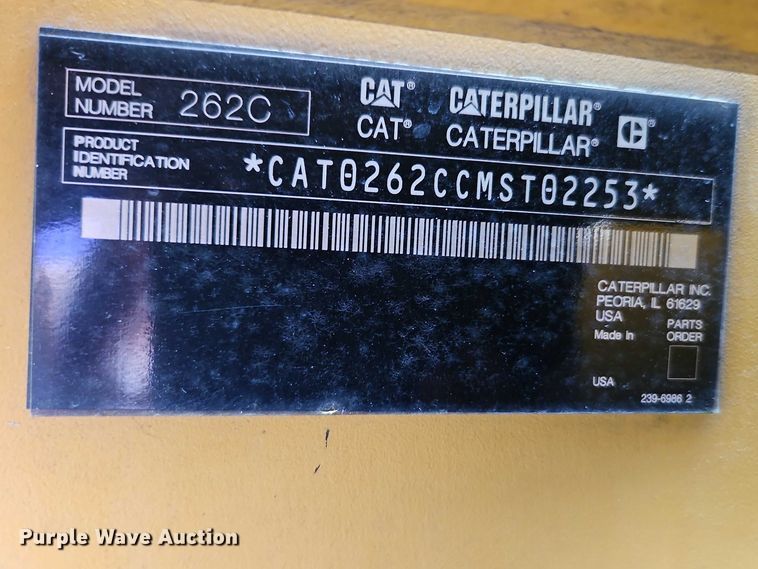 MODEL NUMBER 262C
CAT® CATERPILLAR®
CAT® CATERPILLAR® C®
PRODUCT IDENTIFICATION NUMBER *CAT0262CCMST02253*
CATERPILLAR INC.
PEORIA, IL 61629
USA
PARTS
Made in ORDER
USA
239-6986 2
Purple Wave Auction